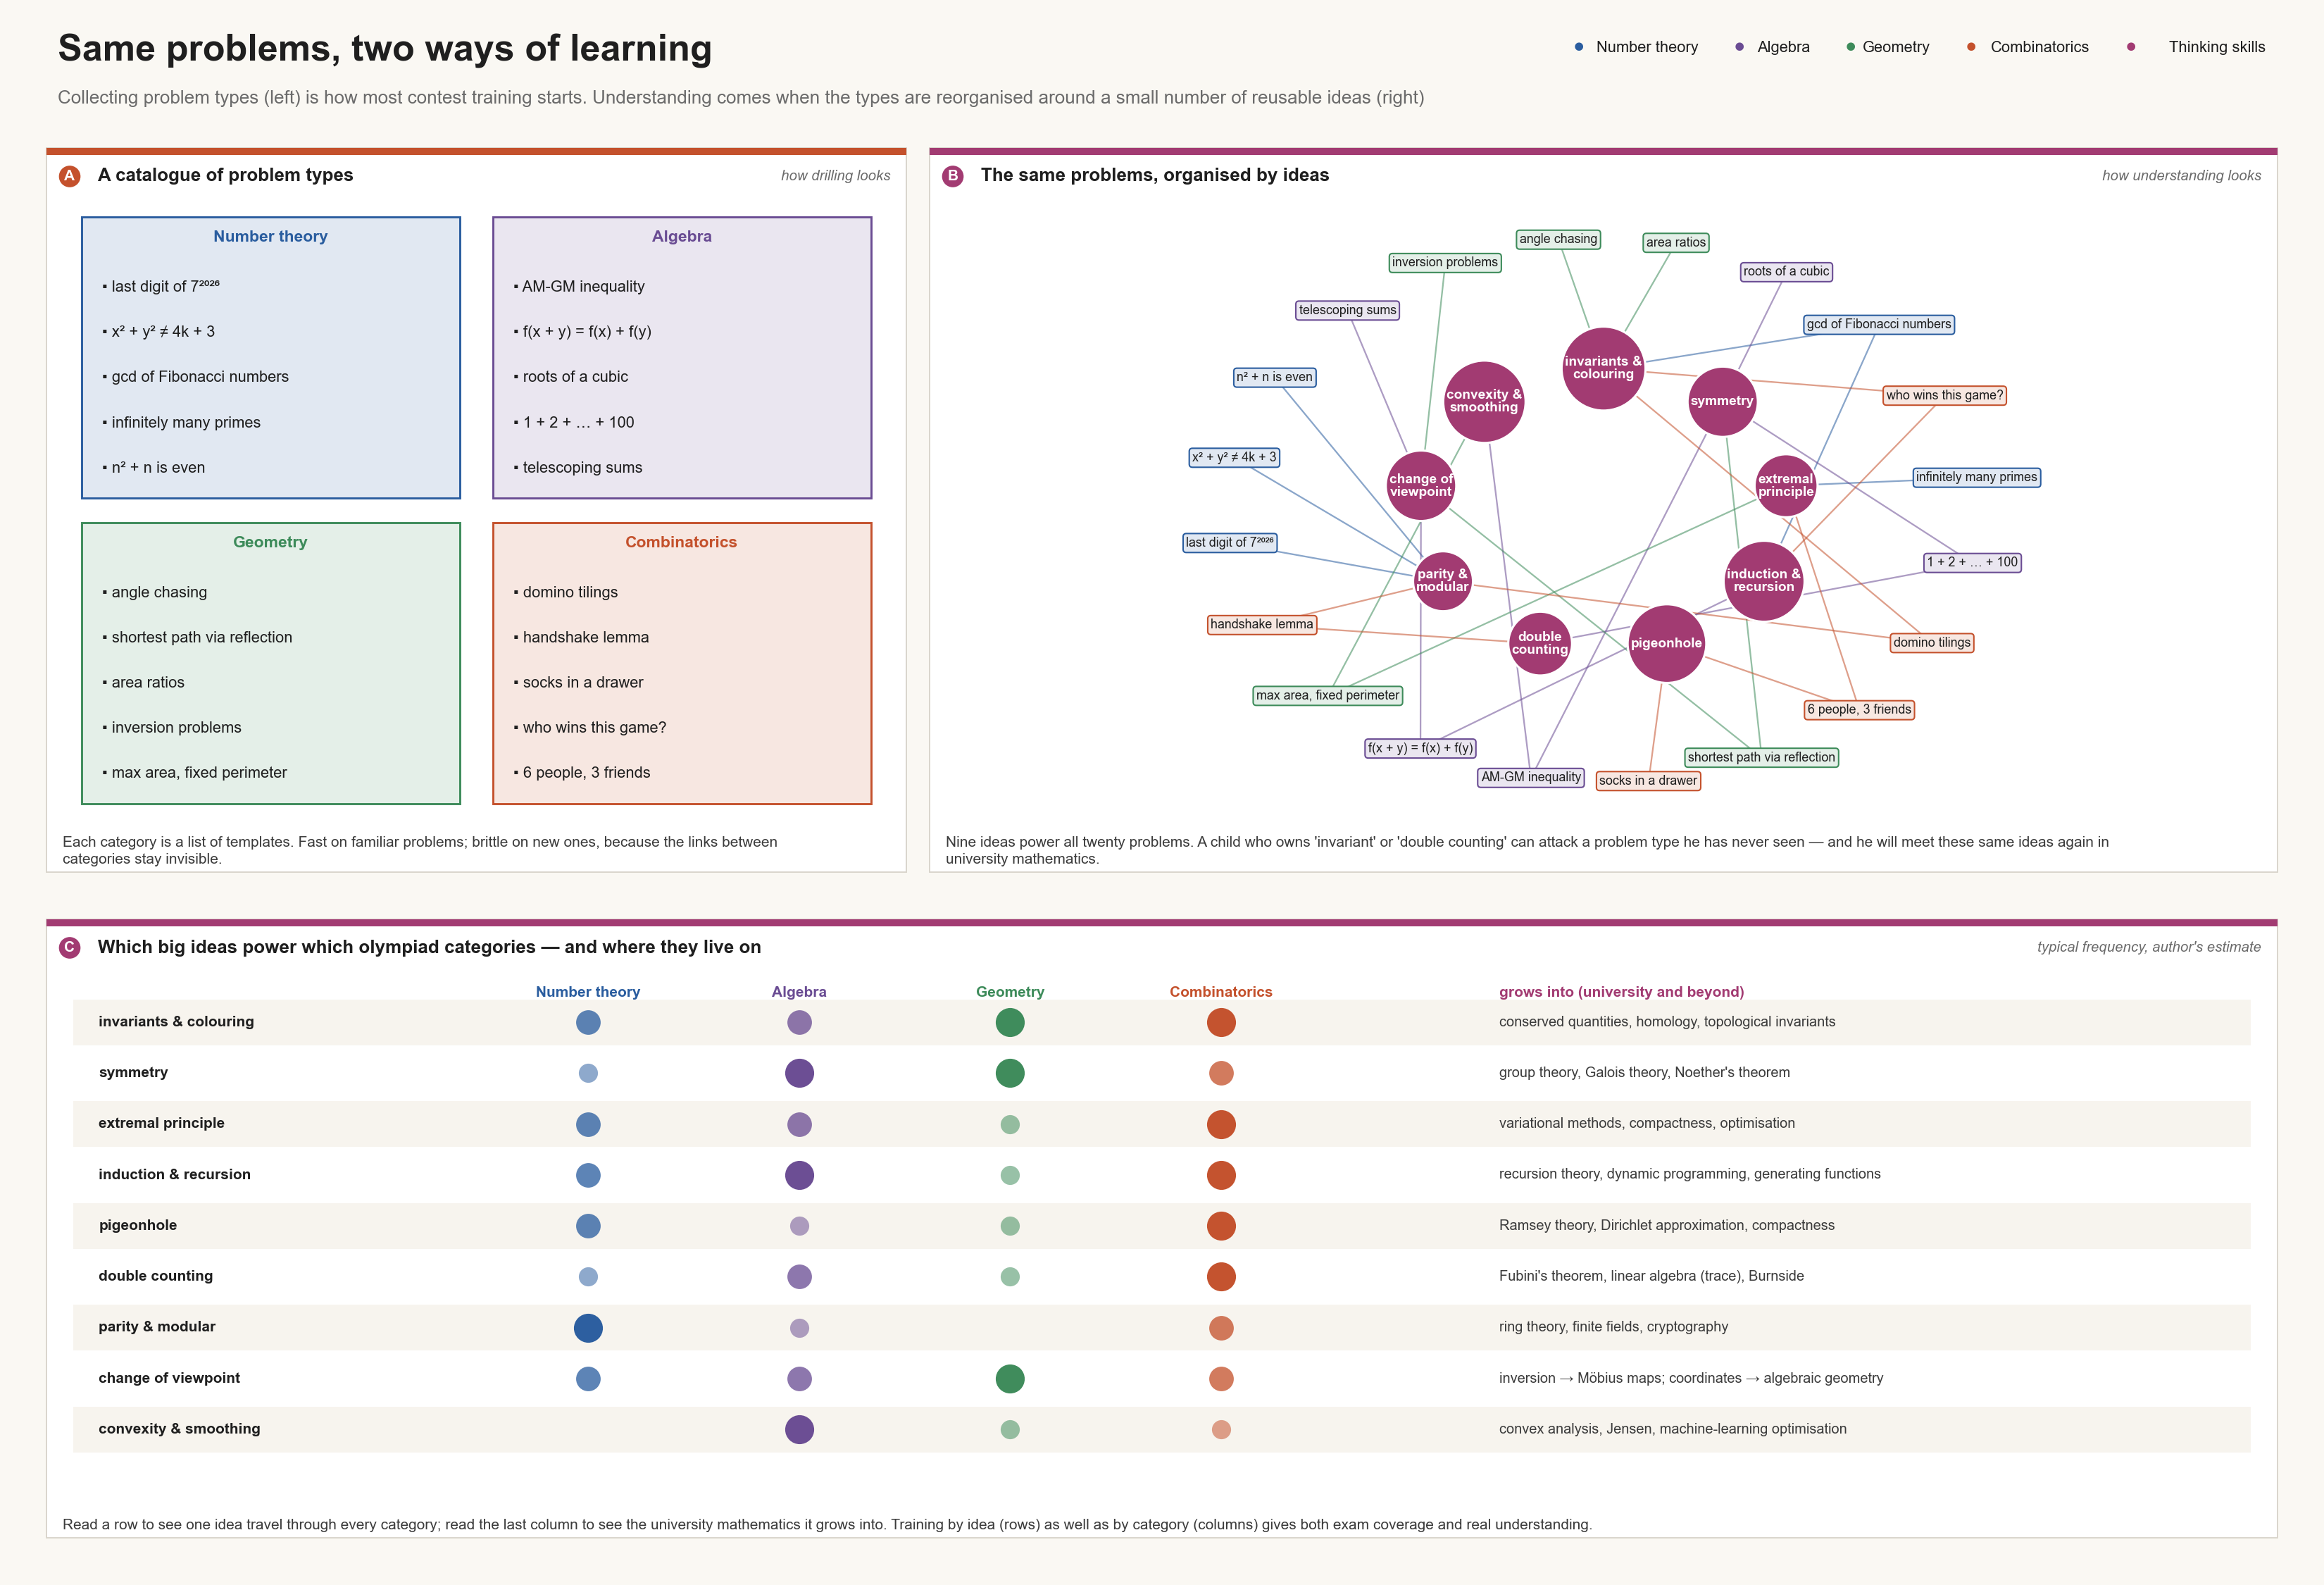 Same problems, two ways of learning
Number theory
Algebra
Geometry
Combinatorics
Thinking skills
Collecting problem types (left) is how most contest training starts. Understanding comes when the types are reorganised around a small number of reusable ideas (right)
A
A catalogue of problem types
how drilling looks
Number theory
▪ last digit of 7²⁰²⁶
▪ x² + y² ≠ 4k + 3
▪ gcd of Fibonacci numbers
▪ infinitely many primes
▪ n² + n is even
Algebra
▪ AM-GM inequality
▪ f(x + y) = f(x) + f(y)
▪ roots of a cubic
▪ 1 + 2 + … + 100
▪ telescoping sums
Geometry
▪ angle chasing
▪ shortest path via reflection
▪ area ratios
▪ inversion problems
▪ max area, fixed perimeter
Combinatorics
▪ domino tilings
▪ handshake lemma
▪ socks in a drawer
▪ who wins this game?
▪ 6 people, 3 friends
Each category is a list of templates. Fast on familiar problems; brittle on new ones, because the links between
categories stay invisible.
B
The same problems, organised by ideas
how understanding looks
angle chasing
area ratios
inversion problems
roots of a cubic
telescoping sums
gcd of Fibonacci numbers
invariants &
colouring
n² + n is even
convexity &
smoothing
symmetry
who wins this game?
x² + y² ≠ 4k + 3
change of
viewpoint
extremal
principle
infinitely many primes
last digit of 7²⁰²⁶
parity &
modular
induction &
recursion
1 + 2 + … + 100
handshake lemma
double
counting
pigeonhole
domino tilings
max area, fixed perimeter
6 people, 3 friends
f(x + y) = f(x) + f(y)
shortest path via reflection
AM-GM inequality
socks in a drawer
Nine ideas power all twenty problems. A child who owns 'invariant' or 'double counting' can attack a problem type he has never seen — and he will meet these same ideas again in
university mathematics.
C
Which big ideas power which olympiad categories — and where they live on
typical frequency, author's estimate
Number theory
Algebra
Geometry
Combinatorics
grows into (university and beyond)
invariants & colouring
conserved quantities, homology, topological invariants
symmetry
group theory, Galois theory, Noether's theorem
extremal principle
variational methods, compactness, optimisation
induction & recursion
recursion theory, dynamic programming, generating functions
pigeonhole
Ramsey theory, Dirichlet approximation, compactness
double counting
Fubini's theorem, linear algebra (trace), Burnside
parity & modular
ring theory, finite fields, cryptography
change of viewpoint
inversion → Möbius maps; coordinates → algebraic geometry
convexity & smoothing
convex analysis, Jensen, machine-learning optimisation
Read a row to see one idea travel through every category; read the last column to see the university mathematics it grows into. Training by idea (rows) as well as by category (columns) gives both exam coverage and real understanding.